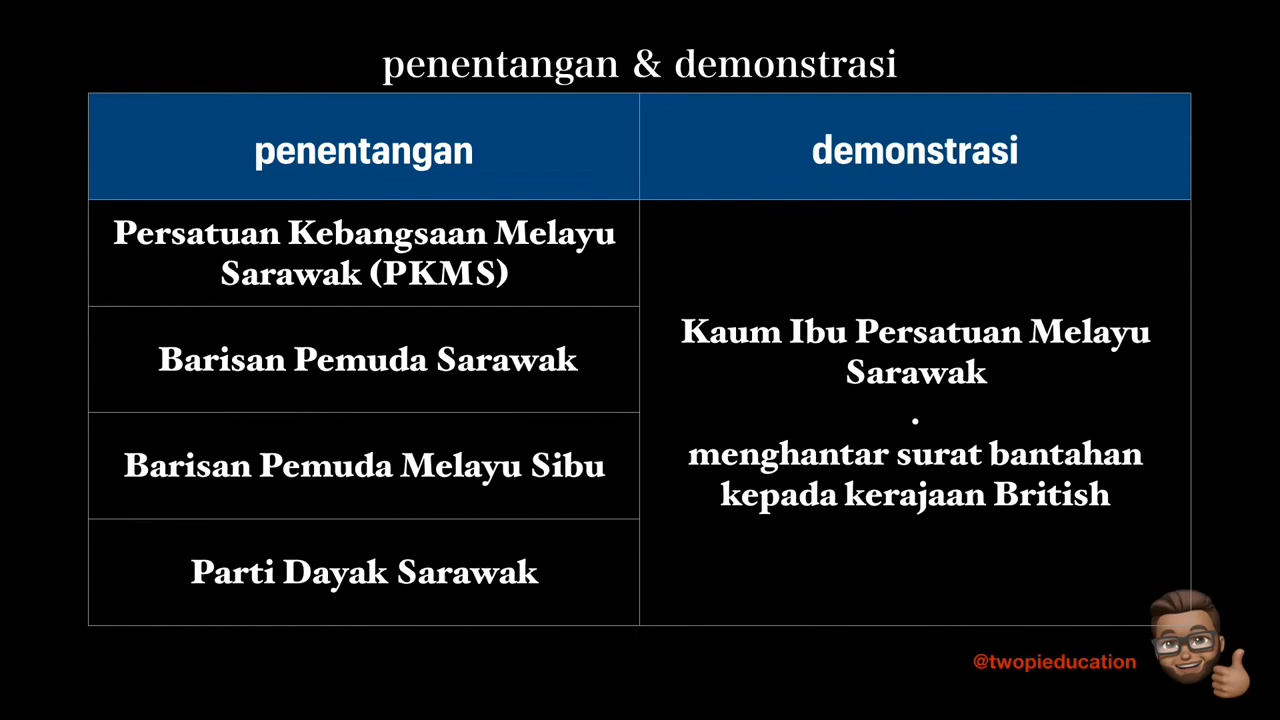 penentangan & demonstrasi
penentangan
demonstrasi
Persatuan Kebangsaan Melayu
Sarawak (PKMS)
Barisan Pemuda Sarawak
Barisan Pemuda Melayu Sibu
Parti Dayak Sarawak
Kaum Ibu Persatuan Melayu
Sarawak
.
menghantar surat bantahan
kepada kerajaan British
@twopieducation